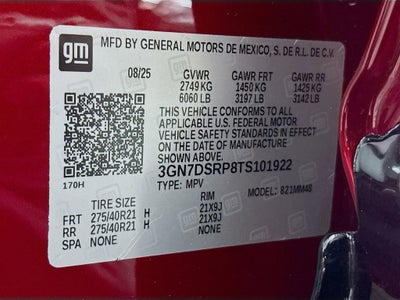 gm
MFD BY GENERAL MOTORS DE MEXICO, S. DE R.L. DE C.V.
08/25 GVWR GAWR FRT GAWR RR
2749 KG 1450 KG 1425 KG
6060 LB 3197 LB 3142 LB
THIS VEHICLE CONFORMS TO ALL
APPLICABLE U.S. FEDERAL MOTOR
VEHICLE SAFETY STANDARDS IN EFFECT
ON THE DATE OF MANUFACTURE
SHOWN ABOVE.
3GN7DSRP8TS101922
170H TYPE: MPV MODEL: 821MM48
TIRE SIZE RIM
FRT 275/40R21 H 21X9J
RR 275/40R21 H 21X9J
SPA NONE NONE